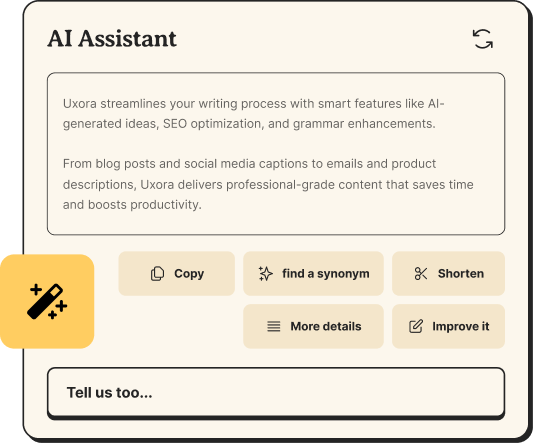 AI Assistant
Uxora streamlines your writing process with smart features like AI-
generated ideas, SEO optimization, and grammar enhancements.
From blog posts and social media captions to emails and product
descriptions, Uxora delivers professional-grade content that saves time
and boosts productivity.
Copy
find a synonym
Shorten
More details
Improve it
Tell us too...